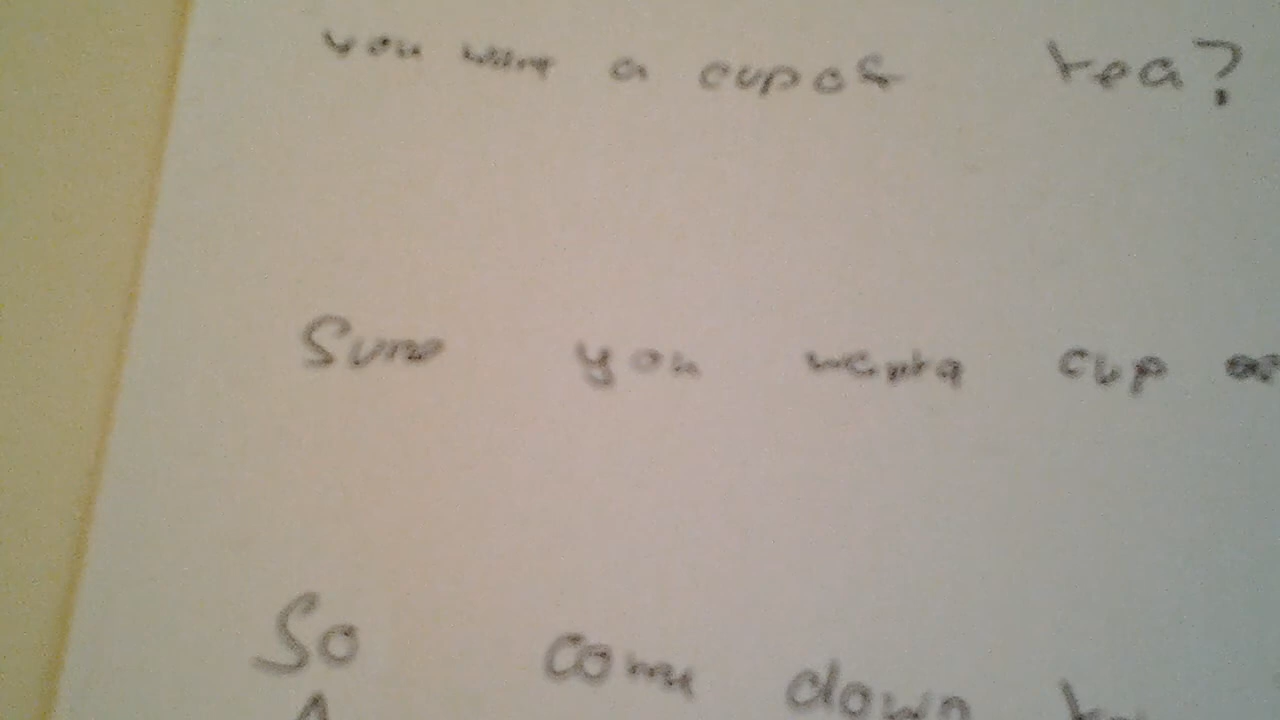 you want a cup of tea?
Sure you want a cup of
So come down